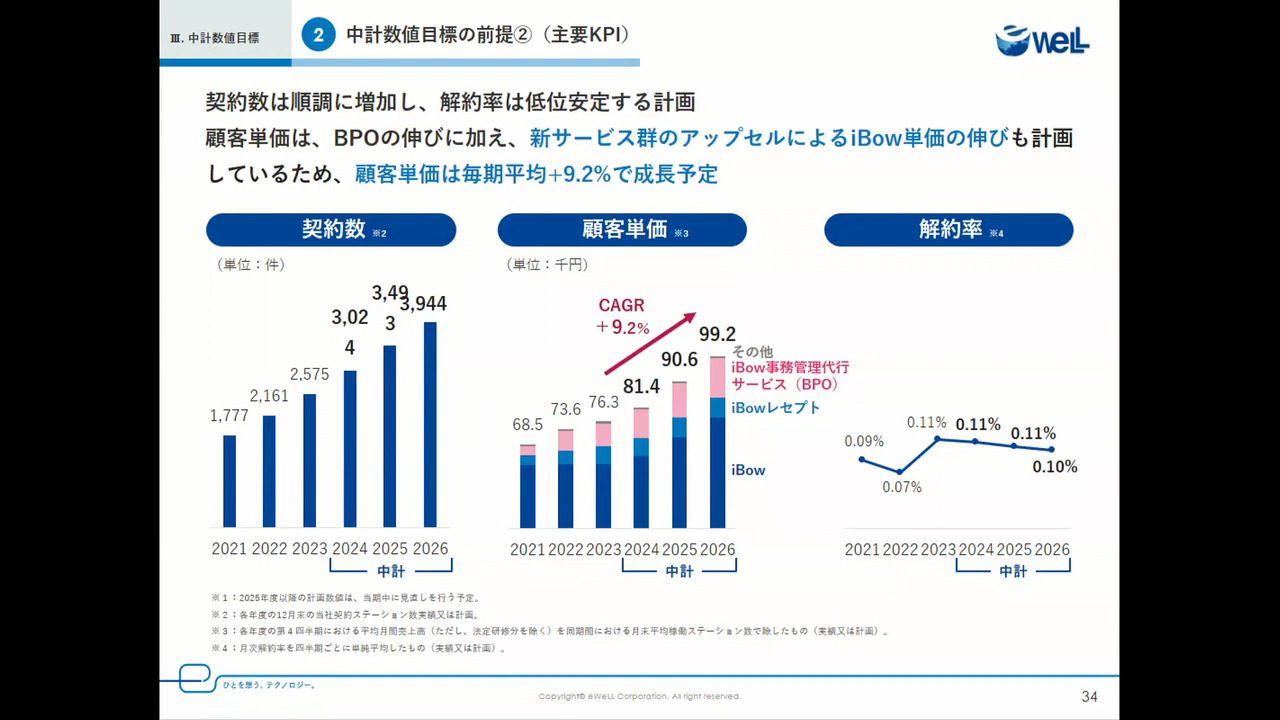 Ⅲ. 中計数値目標
2 中計数値目標の前提②（主要KPI）
eWeLL
契約数は順調に増加し、解約率は低位安定する計画
顧客単価は、BPOの伸びに加え、新サービス群のアップセルによるiBow単価の伸びも計画
しているため、顧客単価は毎期平均+9.2%で成長予定
契約数 ※2
（単位：件）
1,777
2,161
2,575
3,02
4
3,49
3
3,944
2021 2022 2023 2024 2025 2026
中計
顧客単価 ※3
（単位：千円）
CAGR
＋9.2%
68.5
73.6
76.3
81.4
90.6
99.2
その他
iBow事務管理代行
サービス（BPO）
iBowレセプト
iBow
2021 2022 2023 2024 2025 2026
中計
解約率 ※4
0.09%
0.07%
0.11%
0.11%
0.11%
0.10%
2021 2022 2023 2024 2025 2026
中計
※１：2025年度以降の計画数値は、当期中に見直しを行う予定。
※２：各年度の12月末の当社契約ステーション数実績又は計画。
※３：各年度の第４四半期における平均月間売上高（ただし、法定研修分を除く）を同期間における月末平均稼働ステーション数で除したもの（実績又は計画）。
※４：月次解約率を四半期ごとに単純平均したもの（実績又は計画）。
ひとを想う、テクノロジー。
Copyright© eWeLL Corporation. All right reserved.
34